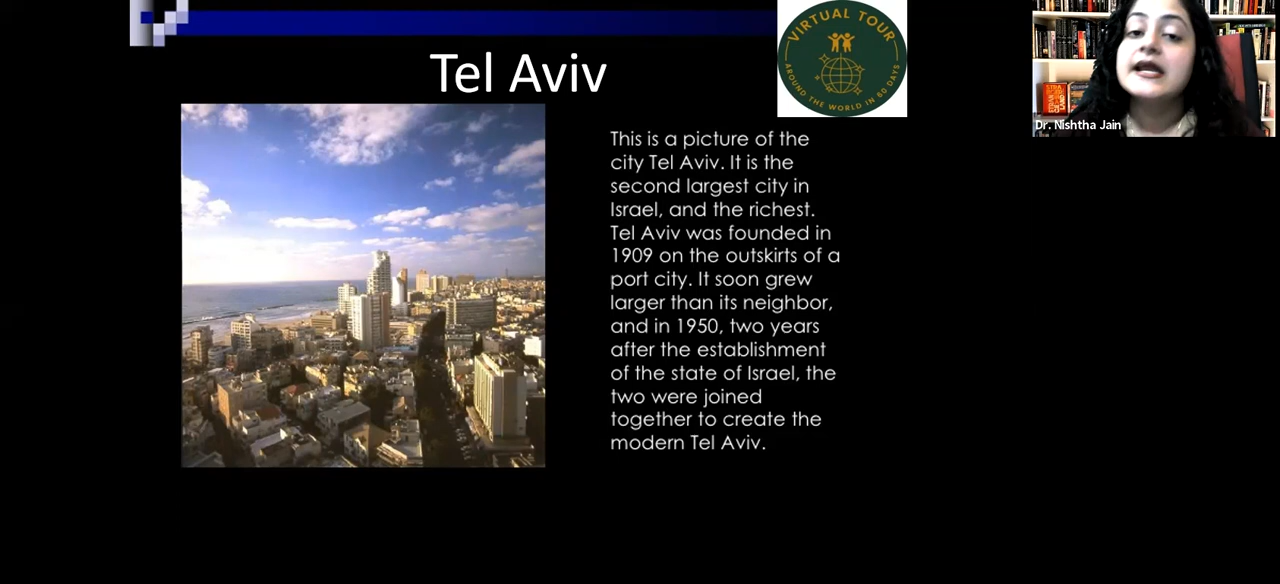 Tel Aviv
VIRTUAL TOUR
AROUND THE WORLD IN 80 DAYS
Dr. Nishtha Jain
This is a picture of the
city Tel Aviv. It is the
second largest city in
Israel, and the richest.
Tel Aviv was founded in
1909 on the outskirts of a
port city. It soon grew
larger than its neighbor,
and in 1950, two years
after the establishment
of the state of Israel, the
two were joined
together to create the
modern Tel Aviv.